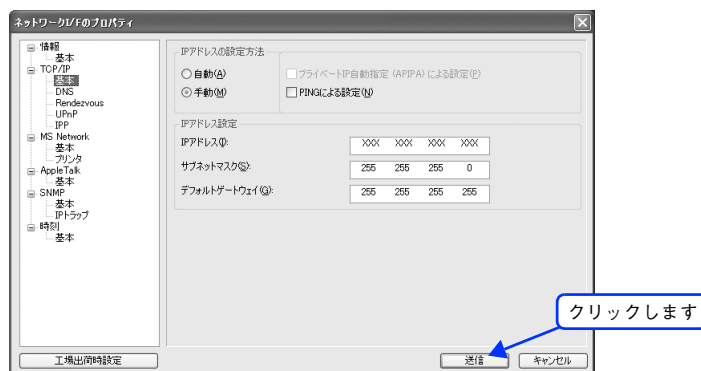 ネットワークI/Fのプロパティ
情報
基本
TCP/IP
基本
DNS
Rendezvous
UPnP
IPP
MS Network
基本
プリンタ
AppleTalk
基本
SNMP
基本
IPトラップ
時刻
基本
IPアドレスの設定方法
自動(A)
プライベートIP自動指定 (APIPA) による設定(P)
手動(M)
PINGによる設定(N)
IPアドレス設定
IPアドレス(I): XXX XXX XXX XXX
サブネットマスク(S): 255 255 255 0
デフォルトゲートウェイ(G): 255 255 255 255
クリックします
工場出荷時設定
送信
キャンセル